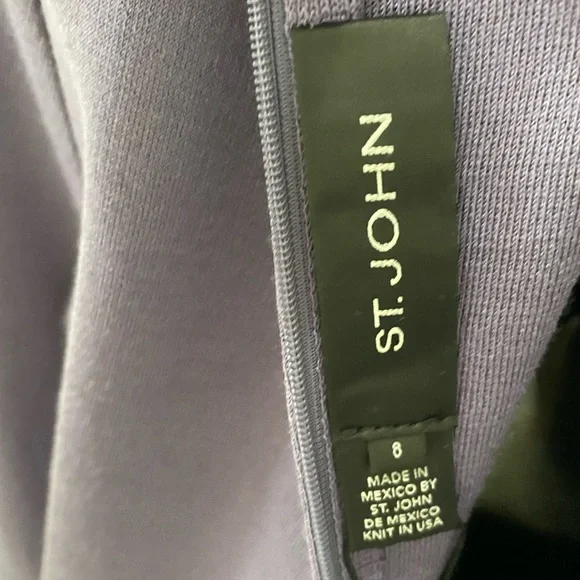 ST. JOHN
8
MADE IN
MEXICO BY
ST. JOHN
DE MEXICO
KNIT IN USA